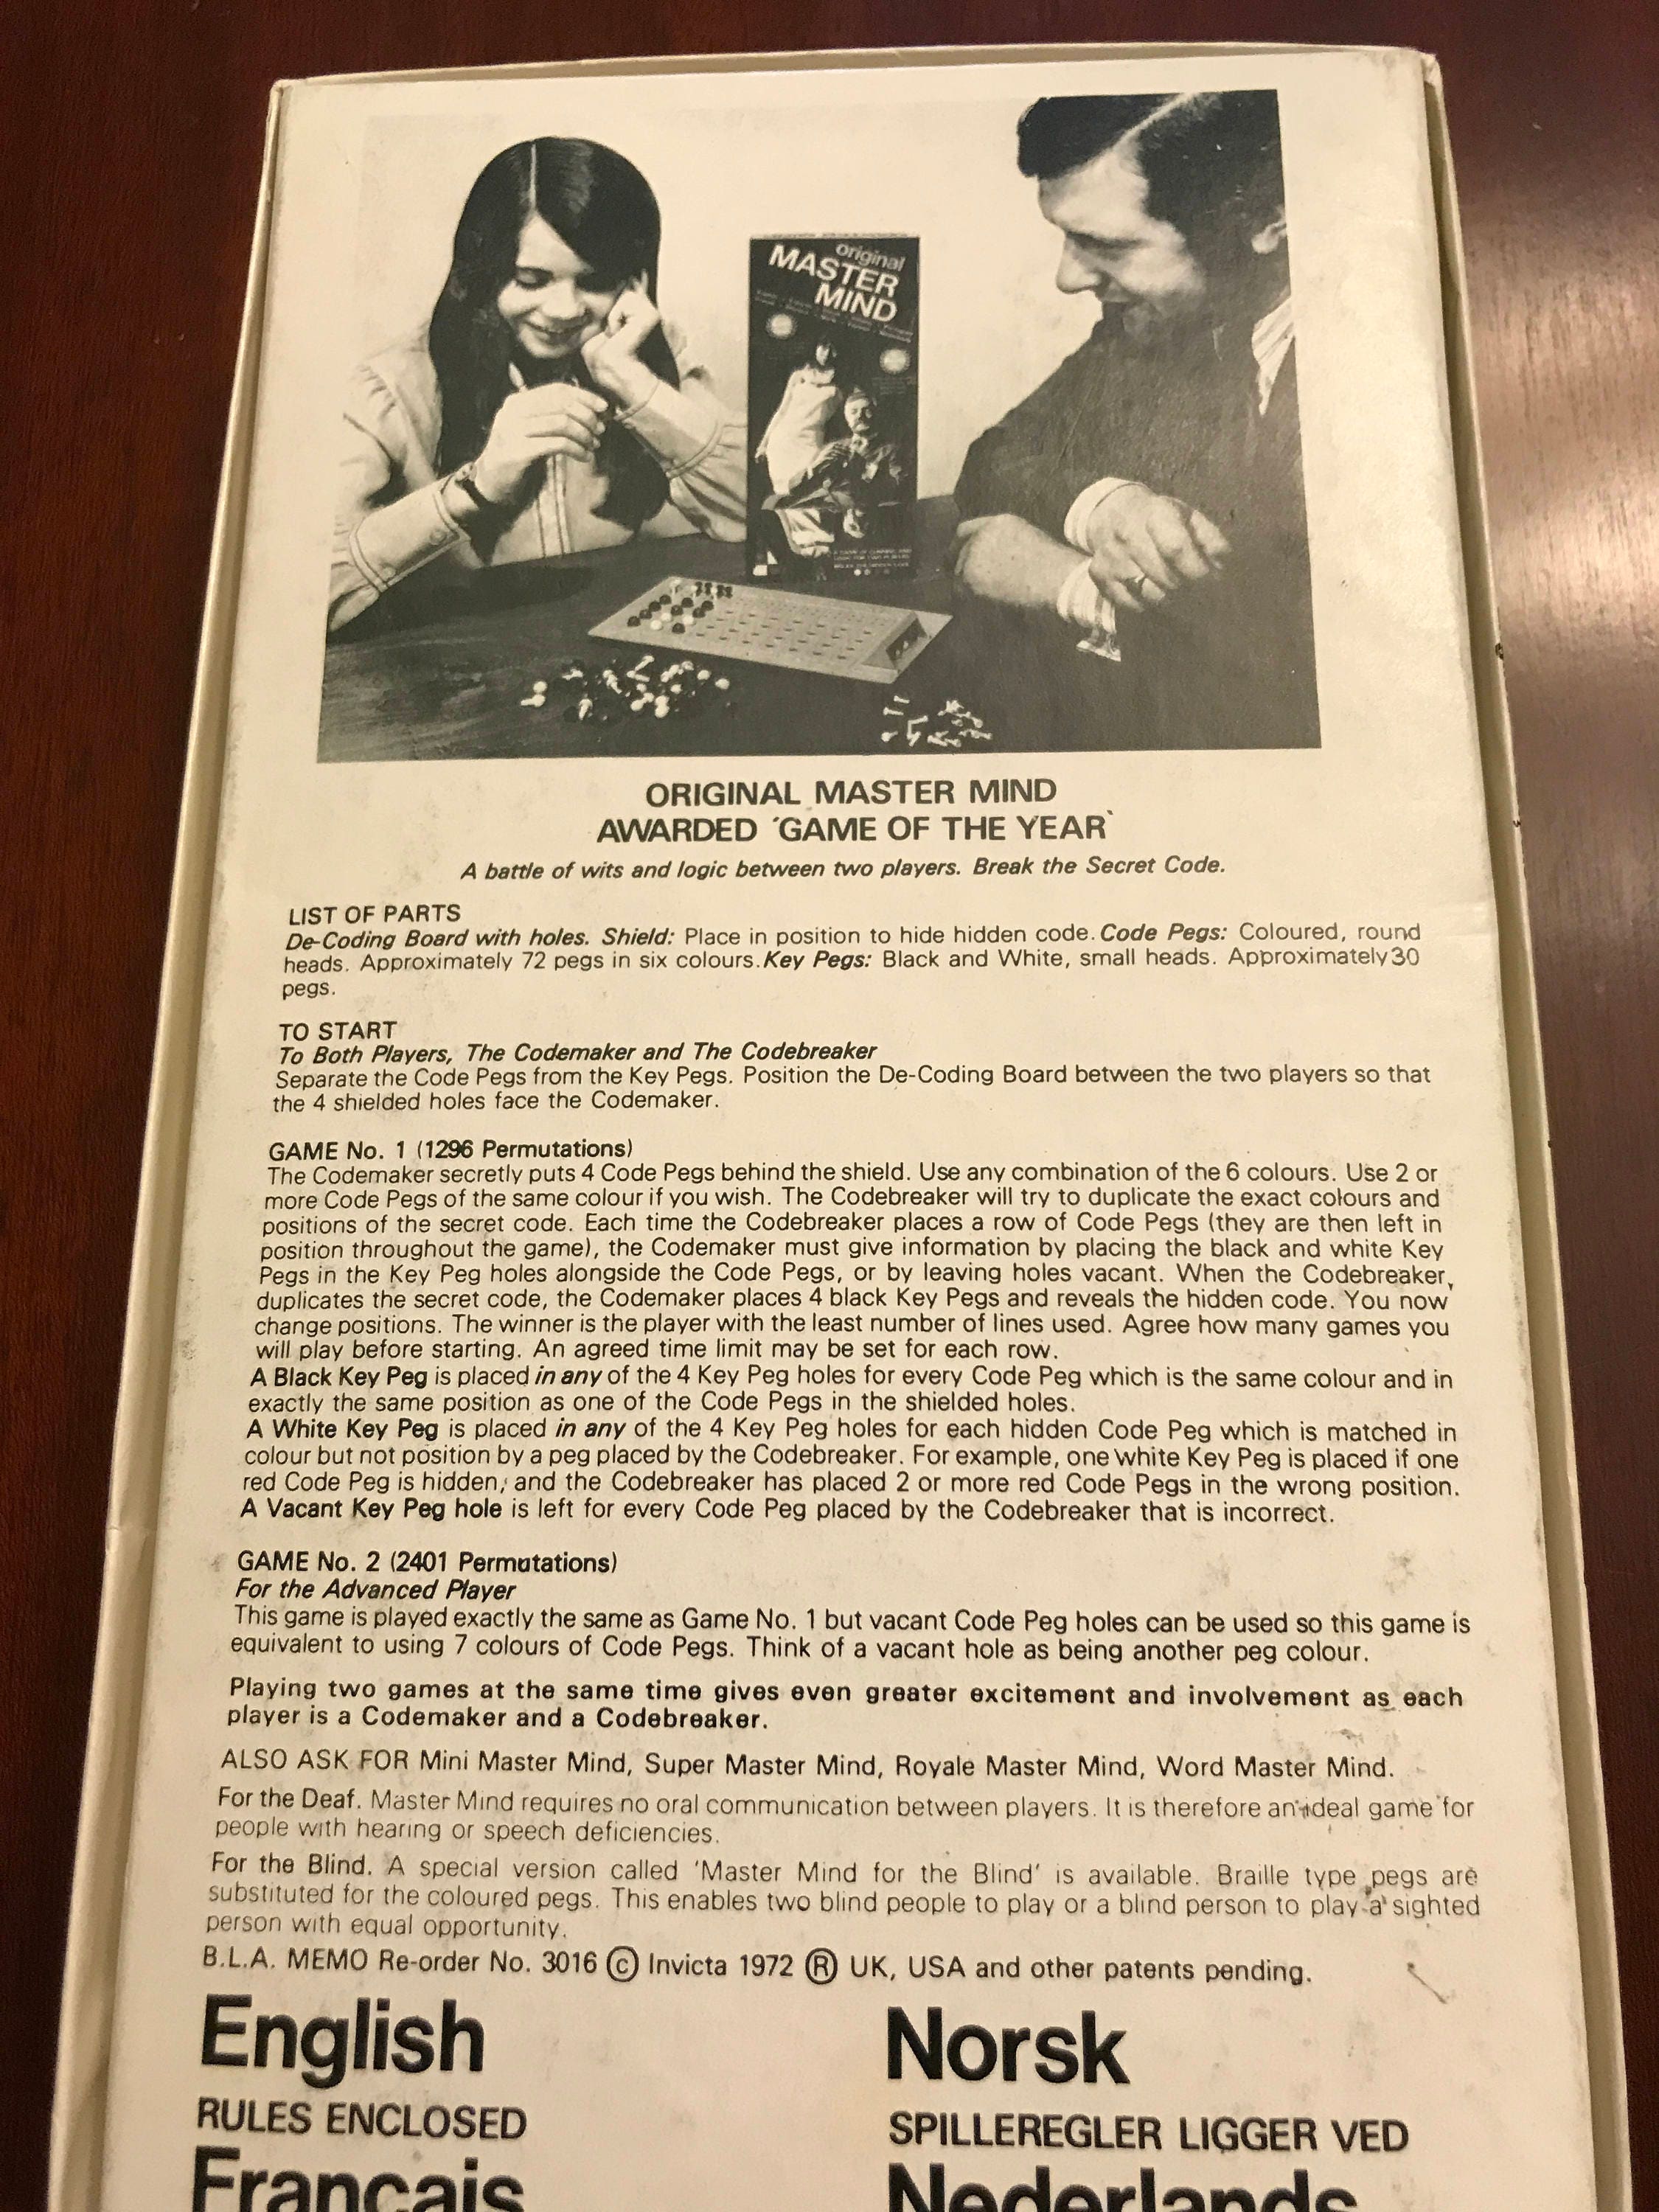 original
MASTER
MIND
ORIGINAL MASTER MIND
AWARDED ´GAME OF THE YEAR`
A battle of wits and logic between two players. Break the Secret Code.
LIST OF PARTS
De-Coding Board with holes. Shield: Place in position to hide hidden code. Code Pegs: Coloured, round
heads. Approximately 72 pegs in six colours. Key Pegs: Black and White, small heads. Approximately 30
pegs.
TO START
To Both Players, The Codemaker and The Codebreaker
Separate the Code Pegs from the Key Pegs. Position the De-Coding Board between the two players so that
the 4 shielded holes face the Codemaker.
GAME No. 1 (1296 Permutations)
The Codemaker secretly puts 4 Code Pegs behind the shield. Use any combination of the 6 colours. Use 2 or
more Code Pegs of the same colour if you wish. The Codebreaker will try to duplicate the exact colours and
positions of the secret code. Each time the Codebreaker places a row of Code Pegs (they are then left in
position throughout the game), the Codemaker must give information by placing the black and white Key
Pegs in the Key Peg holes alongside the Code Pegs, or by leaving holes vacant. When the Codebreaker,
duplicates the secret code, the Codemaker places 4 black Key Pegs and reveals the hidden code. You now
change positions. The winner is the player with the least number of lines used. Agree how many games you
will play before starting. An agreed time limit may be set for each row.
A Black Key Peg is placed in any of the 4 Key Peg holes for every Code Peg which is the same colour and in
exactly the same position as one of the Code Pegs in the shielded holes.
A White Key Peg is placed in any of the 4 Key Peg holes for each hidden Code Peg which is matched in
colour but not position by a peg placed by the Codebreaker. For example, one white Key Peg is placed if one
red Code Peg is hidden, and the Codebreaker has placed 2 or more red Code Pegs in the wrong position.
A Vacant Key Peg hole is left for every Code Peg placed by the Codebreaker that is incorrect.
GAME No. 2 (2401 Permutations)
For the Advanced Player
This game is played exactly the same as Game No. 1 but vacant Code Peg holes can be used so this game is
equivalent to using 7 colours of Code Pegs. Think of a vacant hole as being another peg colour.
Playing two games at the same time gives even greater excitement and involvement as each
player is a Codemaker and a Codebreaker.
ALSO ASK FOR Mini Master Mind, Super Master Mind, Royale Master Mind, Word Master Mind.
For the Deaf. Master Mind requires no oral communication between players. It is therefore an ideal game for
people with hearing or speech deficiencies.
For the Blind. A special version called 'Master Mind for the Blind' is available. Braille type pegs are
substituted for the coloured pegs. This enables two blind people to play or a blind person to play a sighted
person with equal opportunity.
B.L.A. MEMO Re-order No. 3016 © Invicta 1972 ® UK, USA and other patents pending.
English
Norsk
RULES ENCLOSED
SPILLEREGLER LIGGER VED
Français
Nederlands